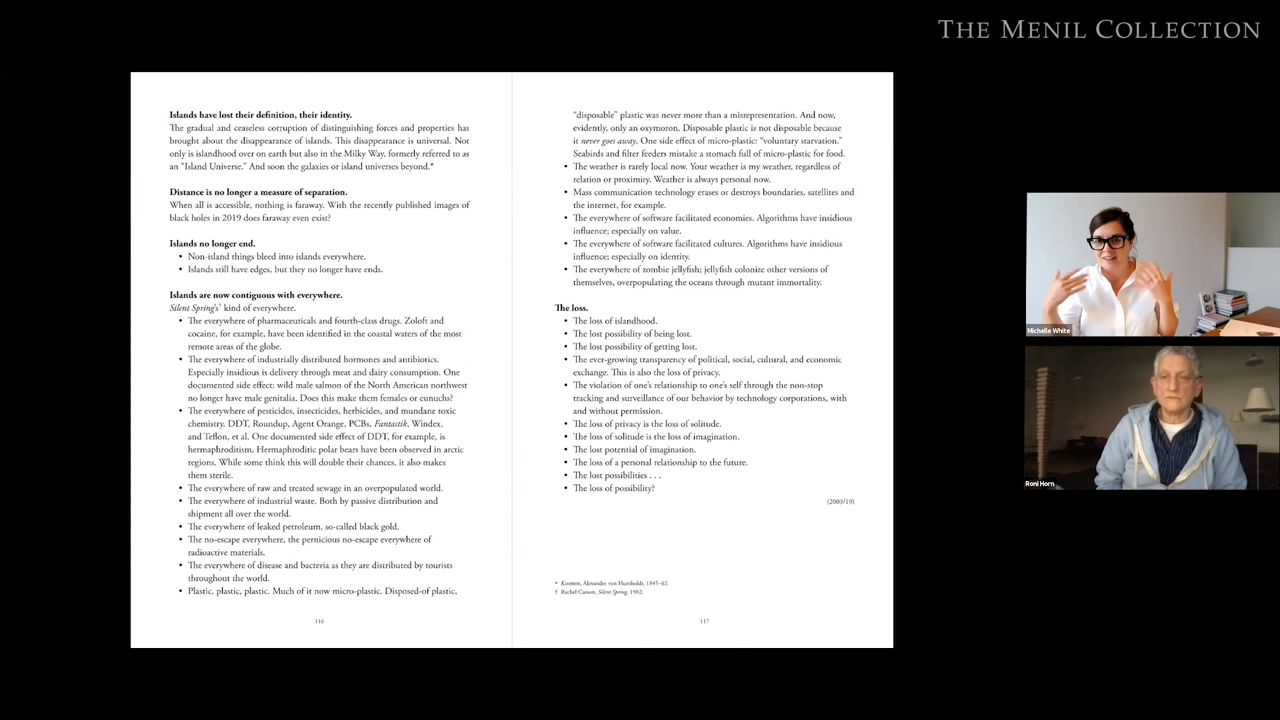 THE MENIL COLLECTION
Islands have lost their definition, their identity.
The gradual and ceaseless corruption of distinguishing forces and properties has
brought about the disappearance of islands. This disappearance is universal. Not
only is islandhood over on earth but also in the Milky Way, formerly referred to as
an “Island Universe.” And soon the galaxies or island universes beyond.*
Distance is no longer a measure of separation.
When all is accessible, nothing is faraway. With the recently published images of
black holes in 2019 does faraway even exist?
Islands no longer end.
• Non-island things bleed into islands everywhere.
• Islands still have edges, but they no longer have ends.
Islands are now contiguous with everywhere.
Silent Spring's† kind of everywhere.
• The everywhere of pharmaceuticals and fourth-class drugs. Zoloft and
cocaine, for example, have been identified in the coastal waters of the most
remote areas of the globe.
• The everywhere of industrially distributed hormones and antibiotics.
Especially insidious is delivery through meat and dairy consumption. One
documented side effect: wild male salmon of the North American northwest
no longer have male genitalia. Does this make them females or eunuchs?
• The everywhere of pesticides, insecticides, herbicides, and mundane toxic
chemistry. DDT, Roundup, Agent Orange, PCBs, Fantastik, Windex,
and Teflon, et al. One documented side effect of DDT, for example, is
hermaphroditism. Hermaphroditic polar bears have been observed in arctic
regions. While some think this will double their chances, it also makes
them sterile.
• The everywhere of raw and treated sewage in an overpopulated world.
• The everywhere of industrial waste. Both by passive distribution and
shipment all over the world.
• The everywhere of leaked petroleum, so-called black gold.
• The no-escape everywhere, the pernicious no-escape everywhere of
radioactive materials.
• The everywhere of disease and bacteria as they are distributed by tourists
throughout the world.
• Plastic, plastic, plastic. Much of it now micro-plastic. Disposed-of plastic,
116
“disposable” plastic was never more than a misrepresentation. And now,
evidently, only an oxymoron. Disposable plastic is not disposable because
it never goes away. One side effect of micro-plastic: “voluntary starvation.”
Seabirds and filter feeders mistake a stomach full of micro-plastic for food.
• The weather is rarely local now. Your weather is my weather, regardless of
relation or proximity. Weather is always personal now.
• Mass communication technology erases or destroys boundaries, satellites and
the internet, for example.
• The everywhere of software facilitated economies. Algorithms have insidious
influence; especially on value.
• The everywhere of software facilitated cultures. Algorithms have insidious
influence; especially on identity.
• The everywhere of zombie jellyfish; jellyfish colonize other versions of
themselves, overpopulating the oceans through mutant immortality.
The loss.
• The loss of islandhood.
• The lost possibility of being lost.
• The lost possibility of getting lost.
• The ever-growing transparency of political, social, cultural, and economic
exchange. This is also the loss of privacy.
• The violation of one's relationship to one's self through the non-stop
tracking and surveillance of our behavior by technology corporations, with
and without permission.
• The loss of privacy is the loss of solitude.
• The loss of solitude is the loss of imagination.
• The lost potential of imagination.
• The loss of a personal relationship to the future.
• The lost possibilities . . .
• The loss of possibility?
(2003/19)
* Kosmos, Alexander von Humboldt, 1845–62.
† Rachel Carson, Silent Spring, 1962.
117
Michelle White
Roni Horn